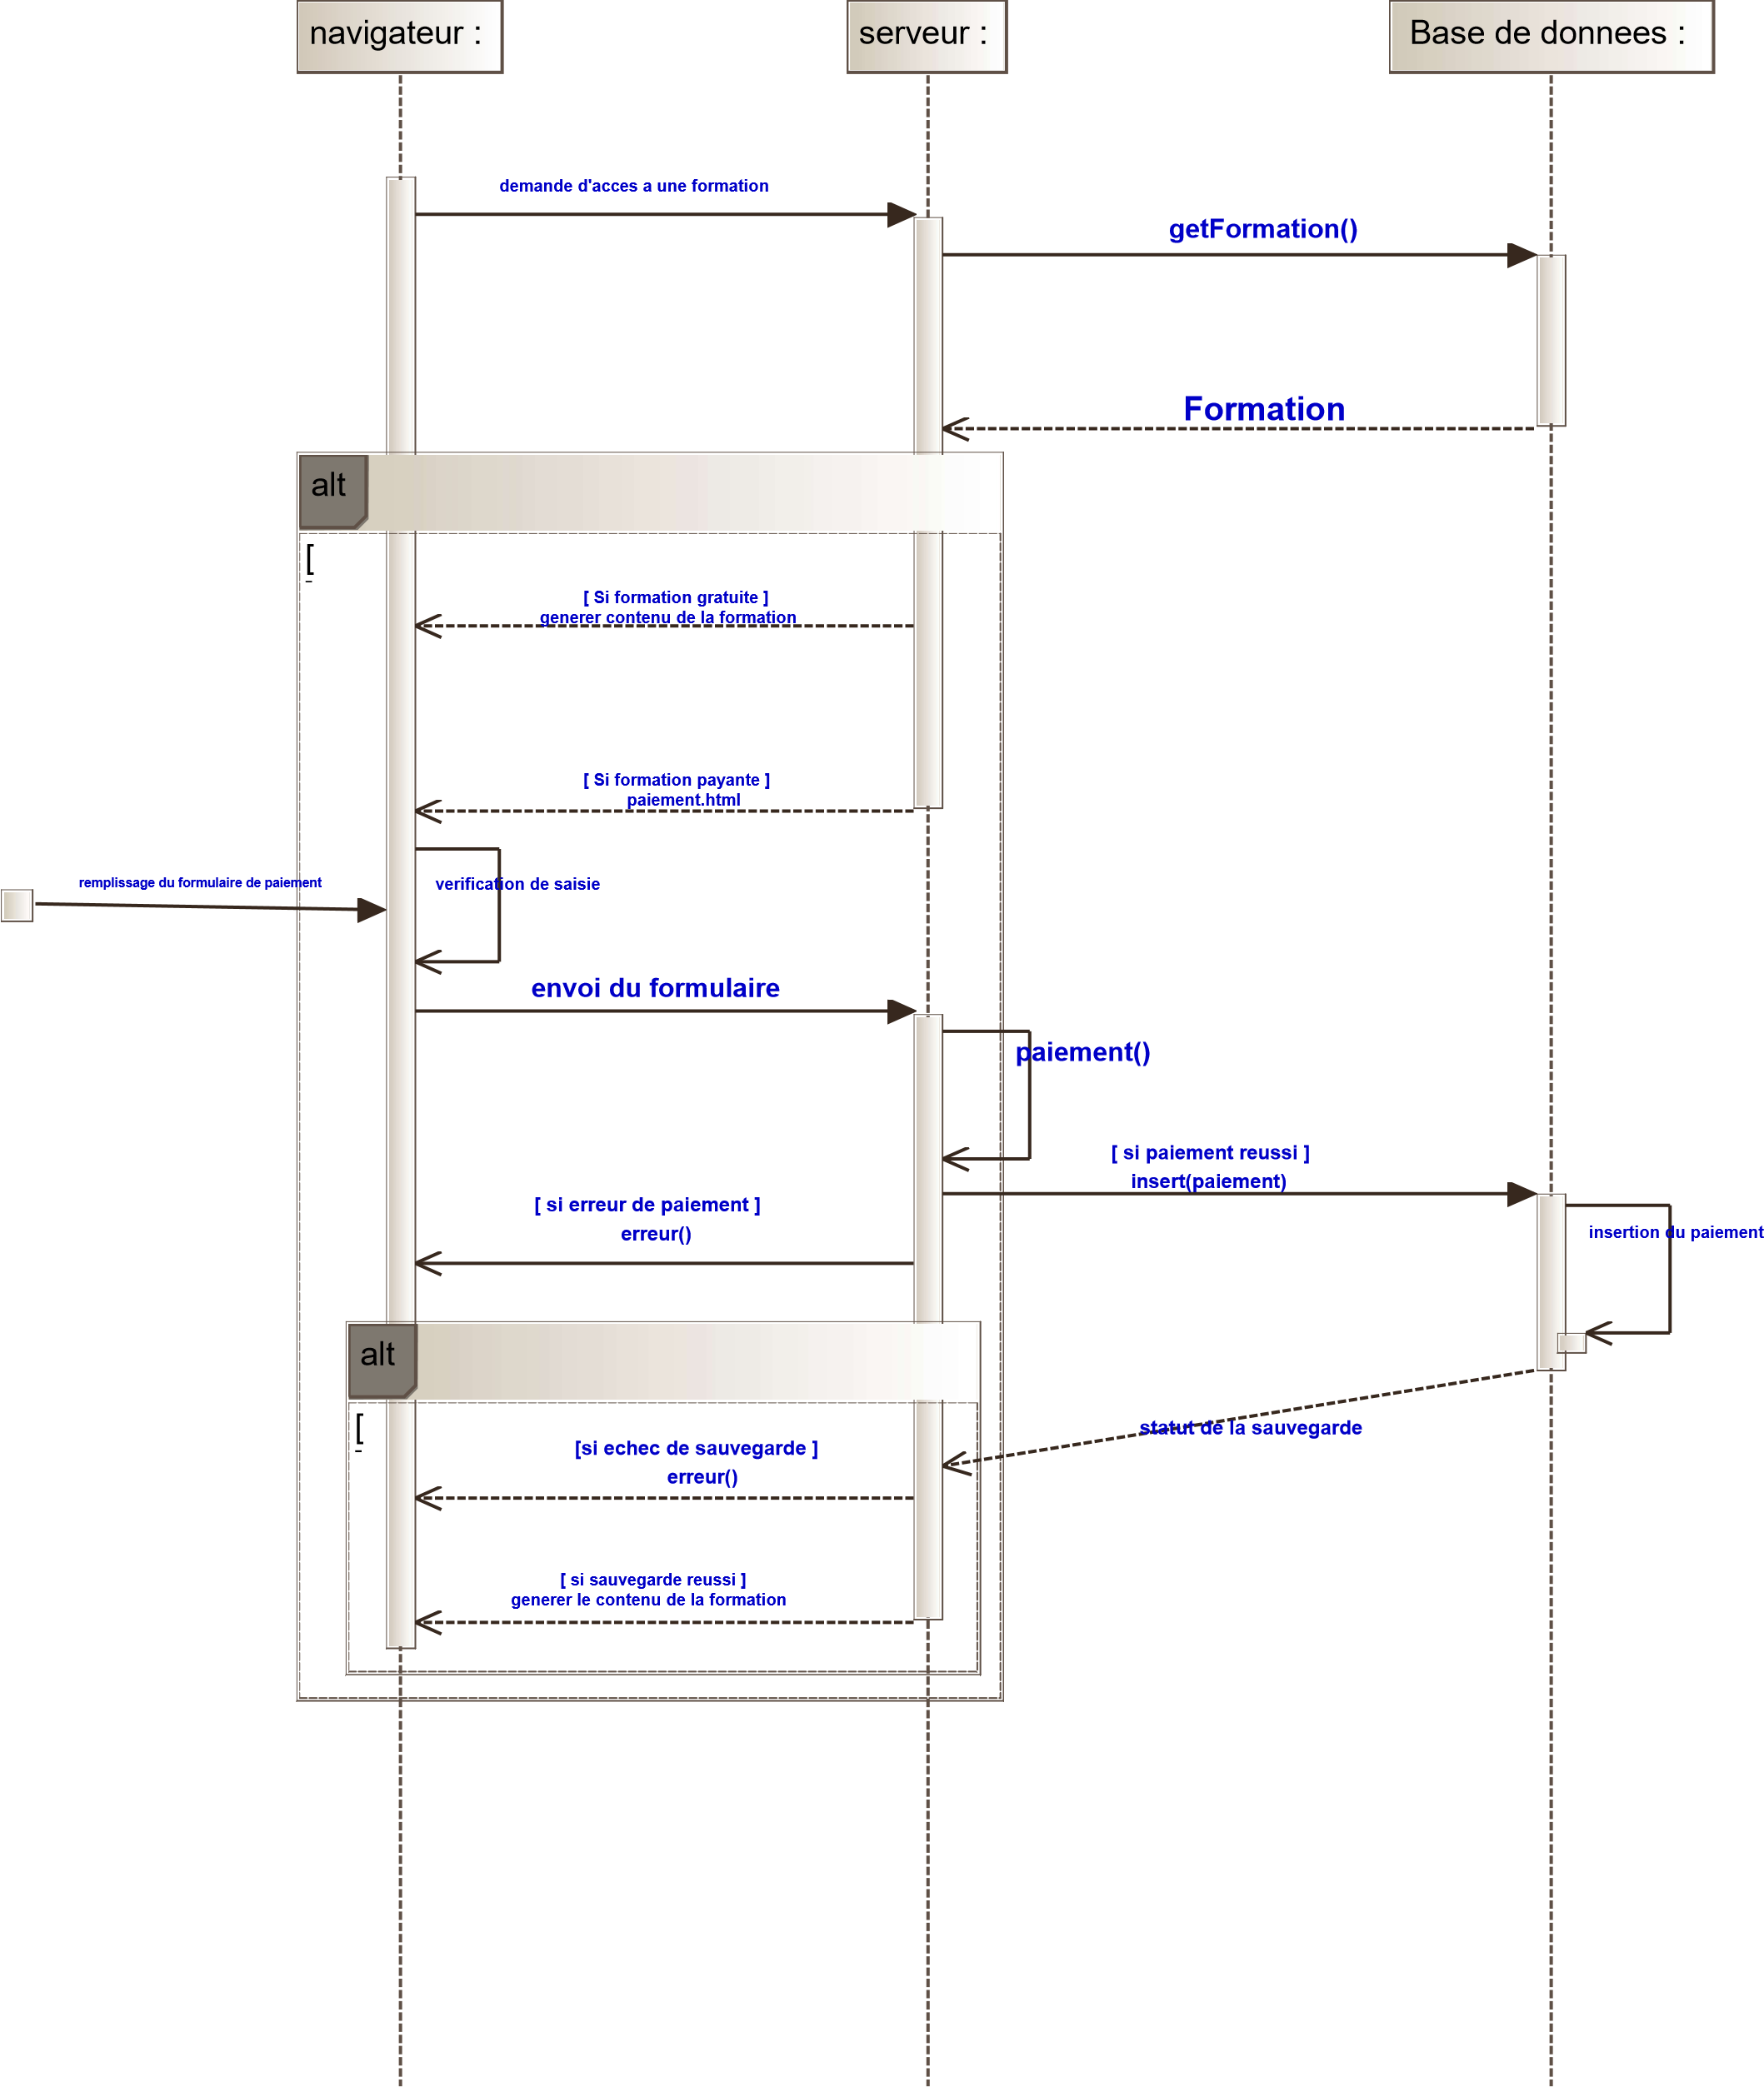 navigateur :
serveur :
Base de donnees :
demande d'acces a une formation
getFormation()
Formation
alt
[
[ Si formation gratuite ]
generer contenu de la formation
[ Si formation payante ]
paiement.html
remplissage du formulaire de paiement
verification de saisie
envoi du formulaire
paiement()
[ si paiement reussi ]
insert(paiement)
[ si erreur de paiement ]
erreur()
insertion du paiement
alt
[
statut de la sauvegarde
[si echec de sauvegarde ]
erreur()
[ si sauvegarde reussi ]
generer le contenu de la formation